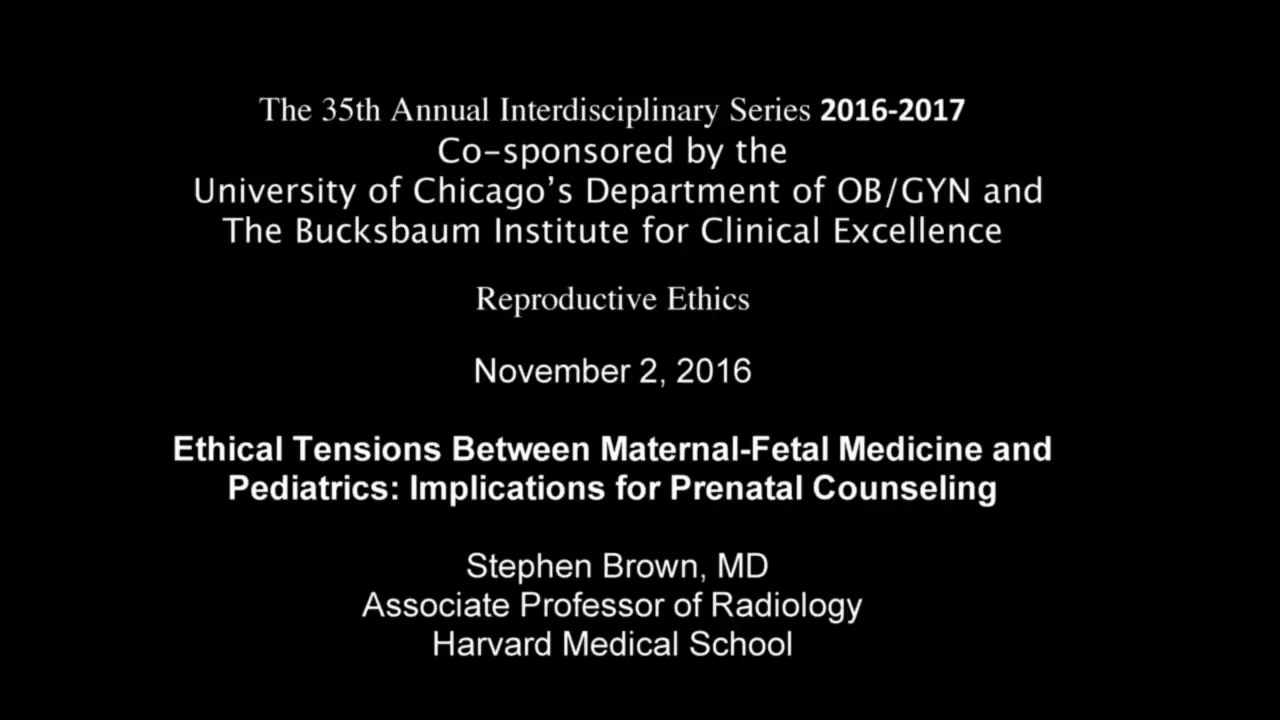 The 35th Annual Interdisciplinary Series 2016-2017
Co-sponsored by the
University of Chicago’s Department of OB/GYN and
The Bucksbaum Institute for Clinical Excellence
Reproductive Ethics
November 2, 2016
Ethical Tensions Between Maternal-Fetal Medicine and
Pediatrics: Implications for Prenatal Counseling
Stephen Brown, MD
Associate Professor of Radiology
Harvard Medical School